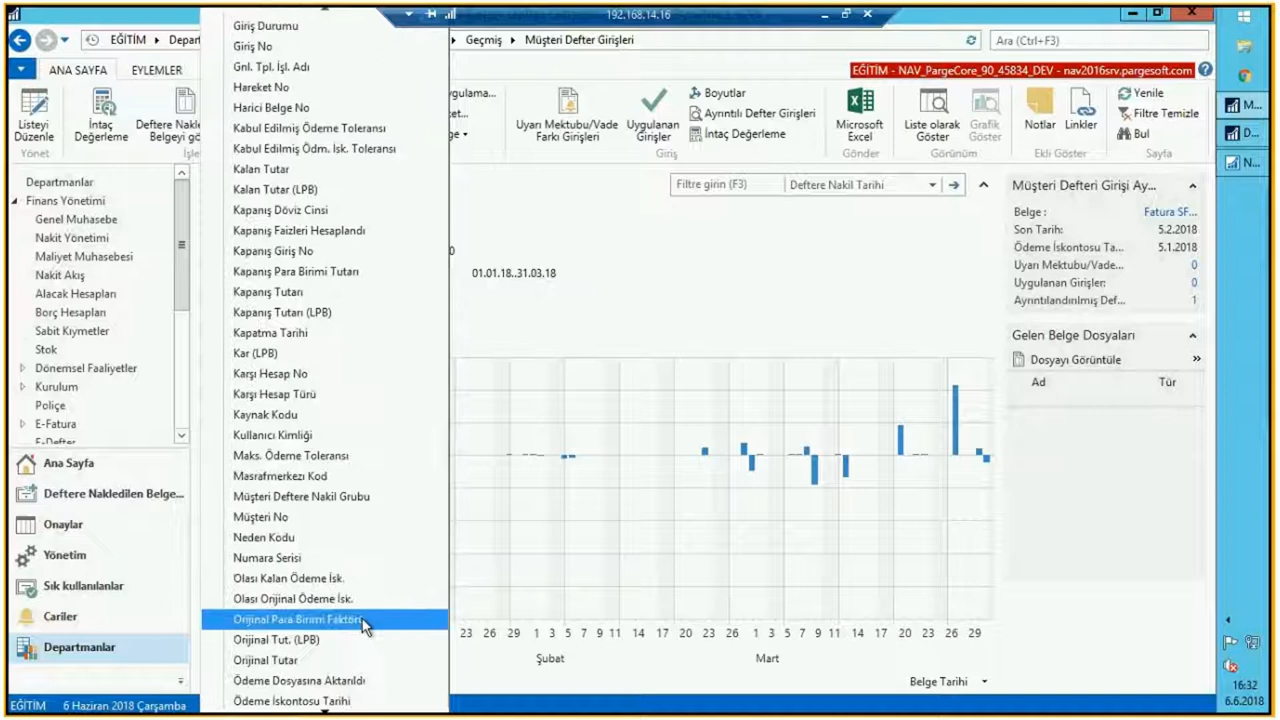 192.168.14.16
EĞİTİM
Depart
Geçmiş
Müşteri Defter Girişleri
Ara (Ctrl+F3)
ANA SAYFA
EYLEMLER
EĞİTİM - NAV_PargeCore_90_45834_DEV - nav2016srv.pargesoft.com
Listeyi Düzenle
İntaç Değerleme
Deftere Nakle
Belgeyi gö
Yönet
İşle
ygulama...
et...
ge
Uyarı Mektubu/Vade Farkı Girişleri
Uygulanan Girişler
Boyutlar
Ayrıntılı Defter Girişleri
İntaç Değerleme
Giriş
Microsoft Excel
Gönder
Liste olarak Göster
Grafik Göster
Görünüm
Notlar
Linkler
Ekli Göster
Yenile
Filtre Temizle
Bul
Sayfa
M...
D...
N...
Departmanlar
Finans Yönetimi
Genel Muhasebe
Nakit Yönetimi
Maliyet Muhasebesi
Nakit Akış
Alacak Hesapları
Borç Hesapları
Sabit Kıymetler
Stok
Dönemsel Faaliyetler
Kurulum
Poliçe
E-Fatura
E-Defter
Ana Sayfa
Deftere Nakledilen Belge...
Onaylar
Yönetim
Sık kullanılanlar
Cariler
Departmanlar
Giriş Durumu
Giriş No
Gnl. Tpl. İşl. Adı
Hareket No
Harici Belge No
Kabul Edilmiş Ödeme Toleransı
Kabul Edilmiş Ödm. İsk. Toleransı
Kalan Tutar
Kalan Tutar (LPB)
Kapanış Döviz Cinsi
Kapanış Faizleri Hesaplandı
Kapanış Giriş No
Kapanış Para Birimi Tutarı
Kapanış Tutarı
Kapanış Tutarı (LPB)
Kapatma Tarihi
Kar (LPB)
Karşı Hesap No
Karşı Hesap Türü
Kaynak Kodu
Kullanıcı Kimliği
Maks. Ödeme Toleransı
Masrafmerkezı Kod
Müşteri Deftere Nakil Grubu
Müşteri No
Neden Kodu
Numara Serisi
Olası Kalan Ödeme İsk.
Olası Orijinal Ödeme İsk.
Orijinal Para Birimi Faktörü
Orijinal Tut. (LPB)
Orijinal Tutar
Ödeme Dosyasına Aktarıldı
Ödeme İskontosu Tarihi
Filtre girin (F3)
Deftere Nakil Tarihi
0
01.01.18..31.03.18
23 26 29 1 3 5 7 9 11 14 17 20 23 26 1 3 5 7 9 11 14 17 20 23 26 29
Şubat
Mart
Belge Tarihi
Müşteri Defteri Girişi Ay...
Belge : Fatura SF...
Son Tarih: 5.2.2018
Ödeme İskontosu Ta... 5.1.2018
Uyarı Mektubu/Vade... 0
Uygulanan Girişler: 0
Ayrıntılandırılmış Def... 1
Gelen Belge Dosyaları
Dosyayı Görüntüle
Ad Tür
EĞİTİM
6 Haziran 2018 Çarşamba
16:32
6.6.2018